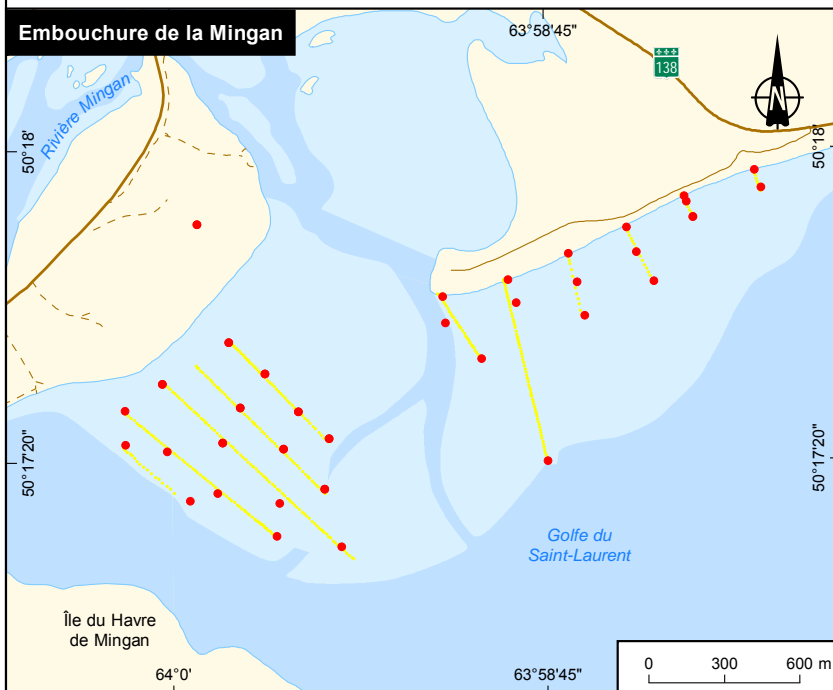 Embouchure de la Mingan
63°58'45"
138
N
Rivière Mingan
50°18'
50°18'
50°17'20"
50°17'20"
Golfe du
Saint-Laurent
Île du Havre
de Mingan
64°0'
63°58'45"
0 300 600 m